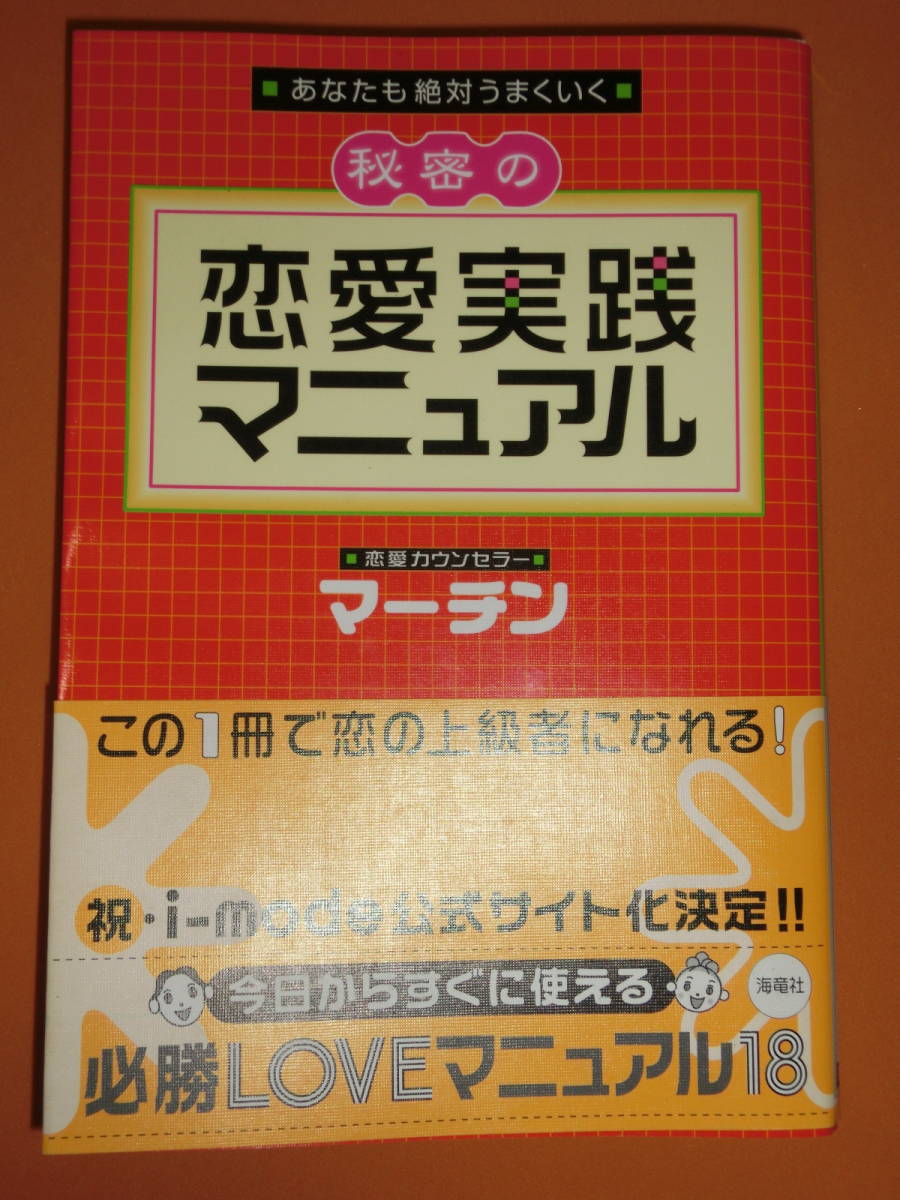 あなたも絶対うまくいく
秘密の
恋愛実践
マニュアル
恋愛カウンセラー
マーチン
この1冊で恋の上級者になれる!
祝・i-mode公式サイト化決定!!
今日からすぐに使える
海竜社
必勝LOVEマニュアル18